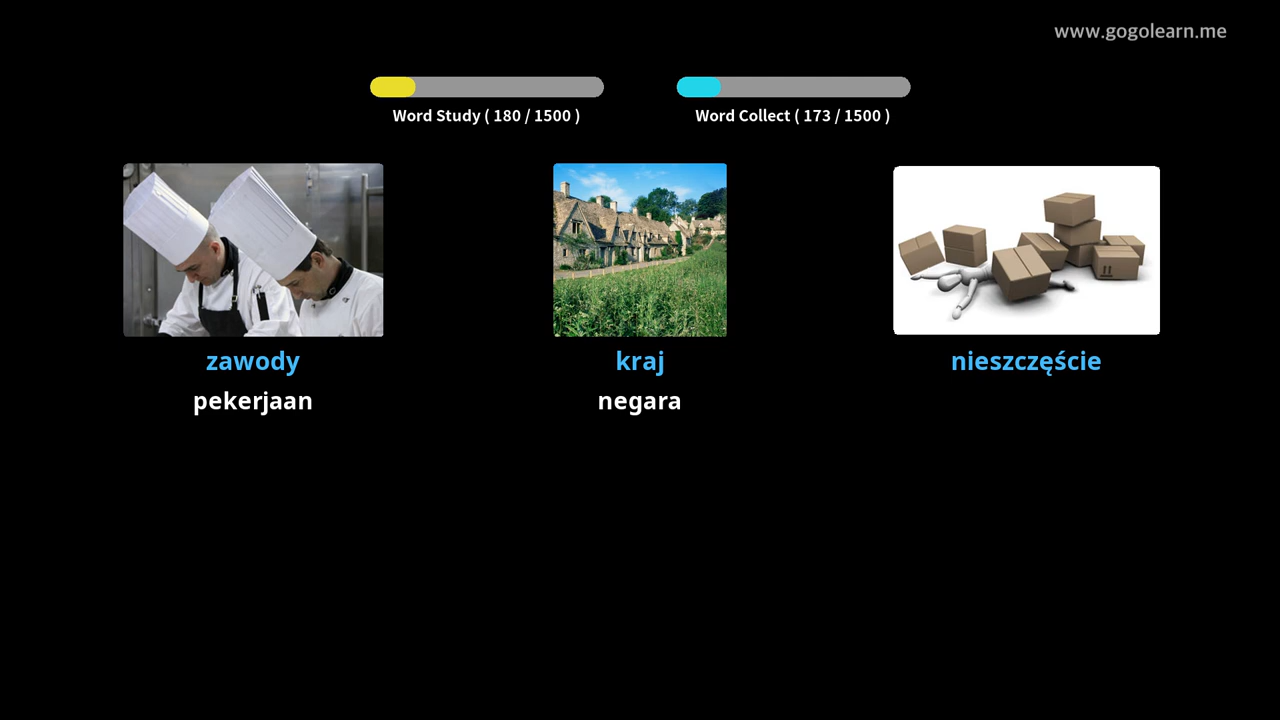 www.gogolearn.me
Word Study ( 180 / 1500 )
Word Collect ( 173 / 1500 )
zawody
kraj
nieszczęście
pekerjaan
negara